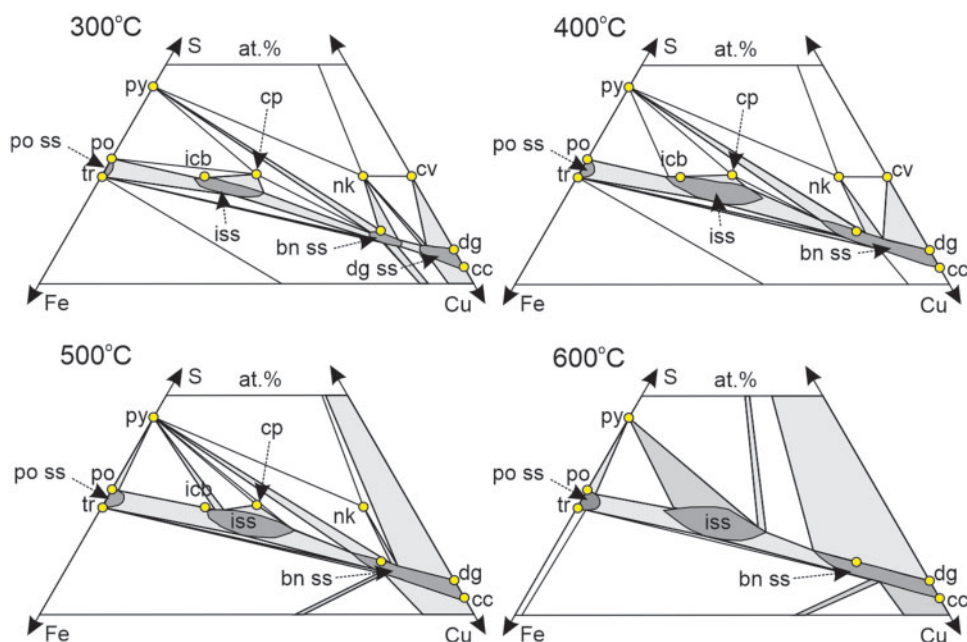 300°C
S
at.%
py
cp
po ss
po
tr
icb
nk
cv
iss
bn ss
dg
dg ss
cc
Fe
Cu
400°C
S
at.%
py
cp
po ss
po
tr
icb
nk
cv
iss
bn ss
dg
cc
Fe
Cu
500°C
S
at.%
py
cp
po ss
po
tr
icb
iss
nk
bn ss
dg
cc
Fe
Cu
600°C
S
at.%
py
po ss
po
tr
iss
bn ss
dg
cc
Fe
Cu